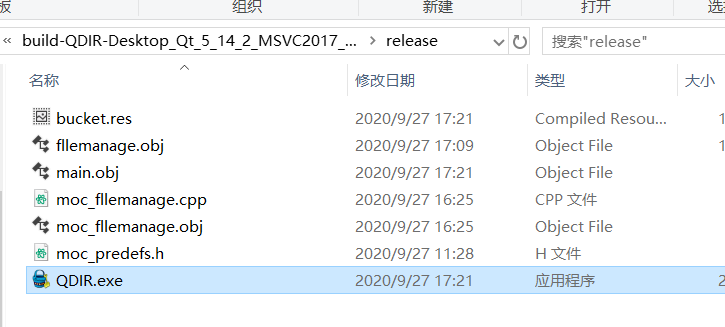 板 组织 新建 打开 选择
« build-QDIR-Desktop_Qt_5_14_2_MSVC2017_... › release 搜索"release"
名称 修改日期 类型 大小
bucket.res 2020/9/27 17:21 Compiled Resou... 1
fllemanage.obj 2020/9/27 17:09 Object File 1
main.obj 2020/9/27 17:21 Object File
moc_fllemanage.cpp 2020/9/27 16:25 CPP 文件
moc_fllemanage.obj 2020/9/27 16:25 Object File
moc_predefs.h 2020/9/27 11:28 H 文件
QDIR.exe 2020/9/27 17:21 应用程序 2